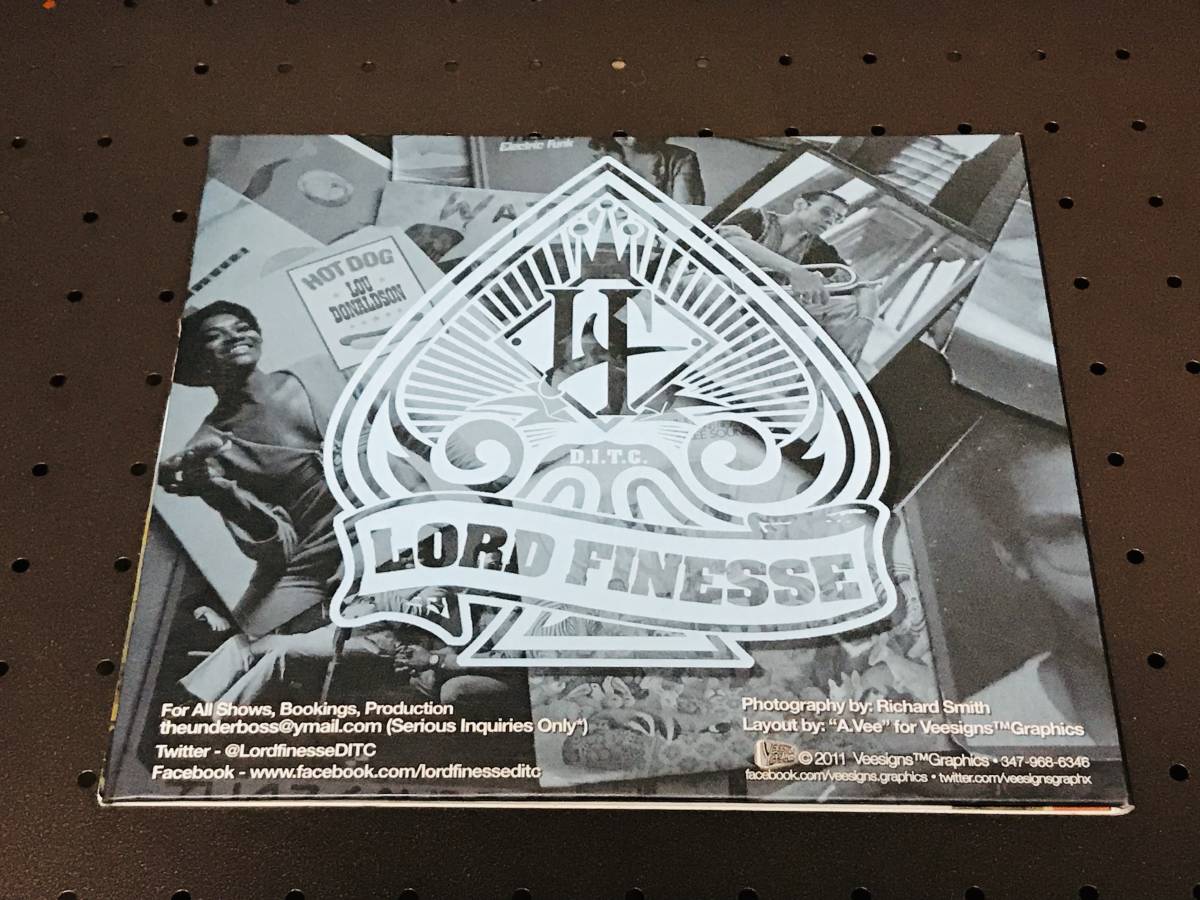 Electric Funk
WA
HOT DOG
LOU
DONALDSON
LF
D.I.T.C.
LORD FINESSE
For All Shows, Bookings, Production
theunderboss@ymail.com (Serious Inquiries Only*)
Twitter - @LordfinesseDITC
Facebook - www.facebook.com/lordfinesseditc
Photography by: Richard Smith
Layout by: “A.Vee” for Veesigns™Graphics
© 2011 Veesigns™Graphics • 347-968-6346
facebook.com/veesigns.graphics • twitter.com/veesignsgraphx